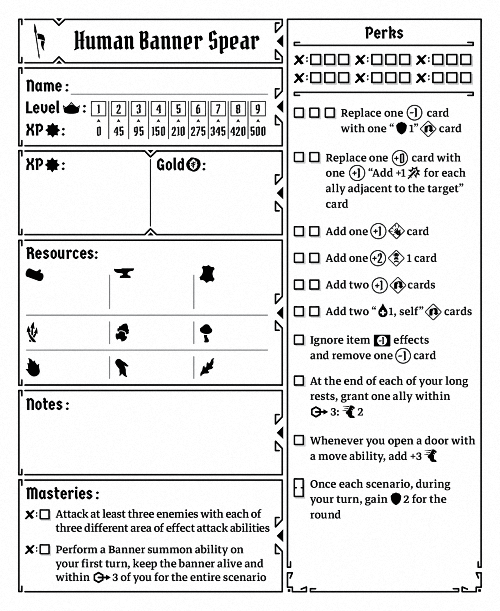 Human Banner Spear
Name:
Level: 1 2 3 4 5 6 7 8 9
XP: 0 45 95 150 210 275 345 420 500
XP:
Gold:
Resources:
Notes:
Masteries:
Attack at least three enemies with each of
three different area of effect attack abilities
Perform a Banner summon ability on
your first turn, keep the banner alive and
within 3 of you for the entire scenario
Perks
Replace one -1 card
with one “1” card
Replace one +0 card with
one +1 “Add +1 for each
ally adjacent to the target”
card
Add one +1 card
Add one +2 1 card
Add two +1 cards
Add two “1, self” cards
Ignore item -1 effects
and remove one -1 card
At the end of each of your long
rests, grant one ally within
3: 2
Whenever you open a door with
a move ability, add +3
Once each scenario, during
your turn, gain 2 for the
round